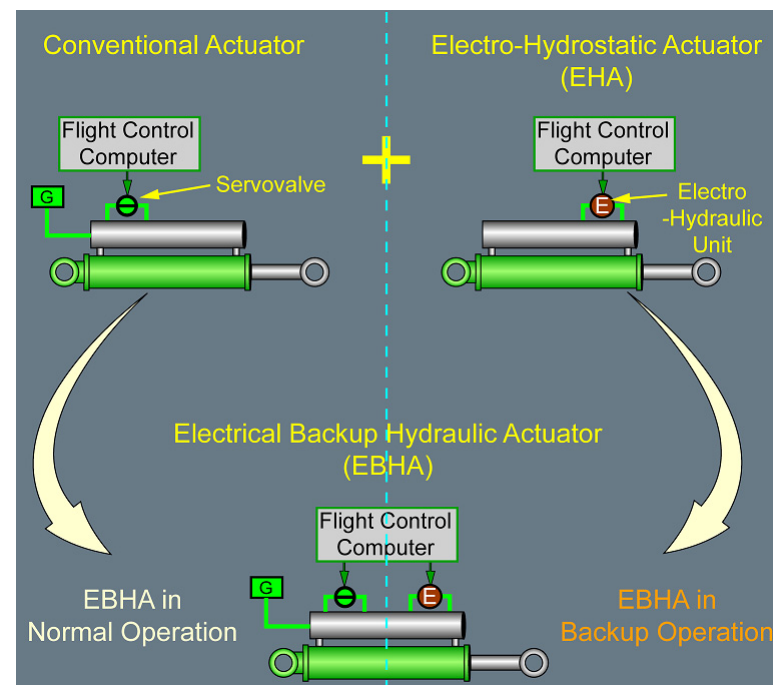 Conventional Actuator
Electro-Hydrostatic Actuator
(EHA)
Flight Control
Computer
G
Servovalve
Flight Control
Computer
E
Electro
-Hydraulic
Unit
Electrical Backup Hydraulic Actuator
(EBHA)
Flight Control
Computer
G
E
EBHA in
Normal Operation
EBHA in
Backup Operation